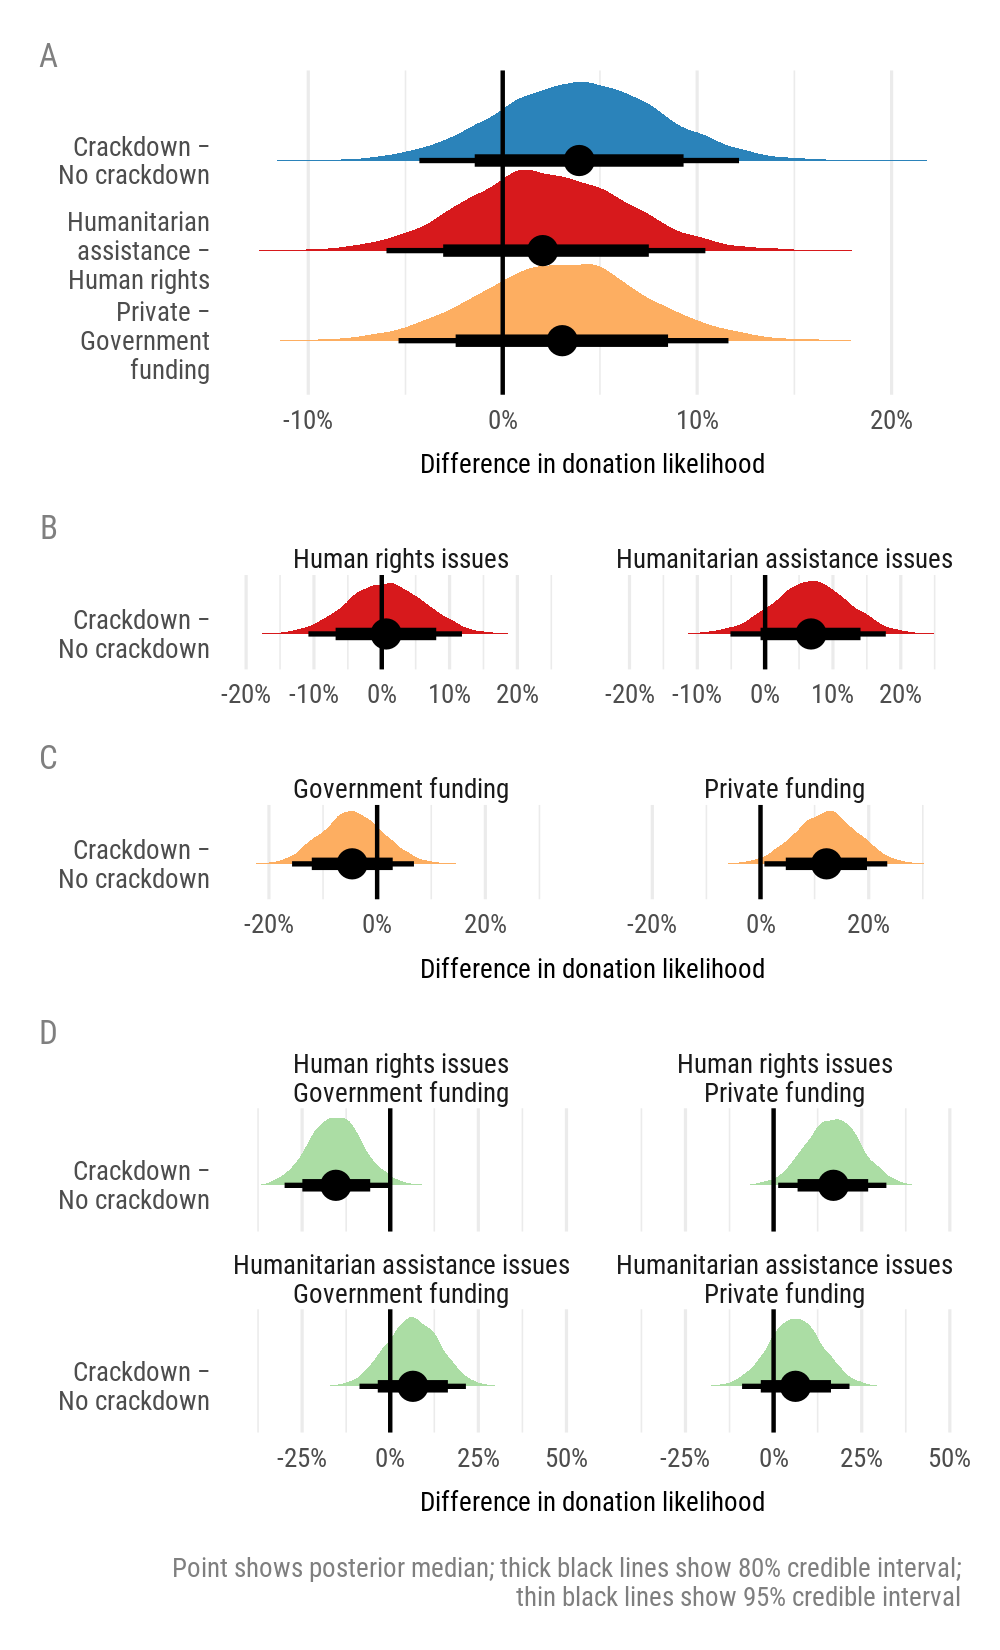 A
Crackdown −
No crackdown
Humanitarian
assistance −
Human rights
Private −
Government
funding
-10% 0% 10% 20%
Difference in donation likelihood
B
Human rights issues Humanitarian assistance issues
Crackdown −
No crackdown
-20% -10% 0% 10% 20% -20% -10% 0% 10% 20%
C
Government funding Private funding
Crackdown −
No crackdown
-20% 0% 20% -20% 0% 20%
Difference in donation likelihood
D
Human rights issues Human rights issues
Government funding Private funding
Crackdown −
No crackdown
Humanitarian assistance issues Humanitarian assistance issues
Government funding Private funding
Crackdown −
No crackdown
-25% 0% 25% 50% -25% 0% 25% 50%
Difference in donation likelihood
Point shows posterior median; thick black lines show 80% credible interval;
thin black lines show 95% credible interval